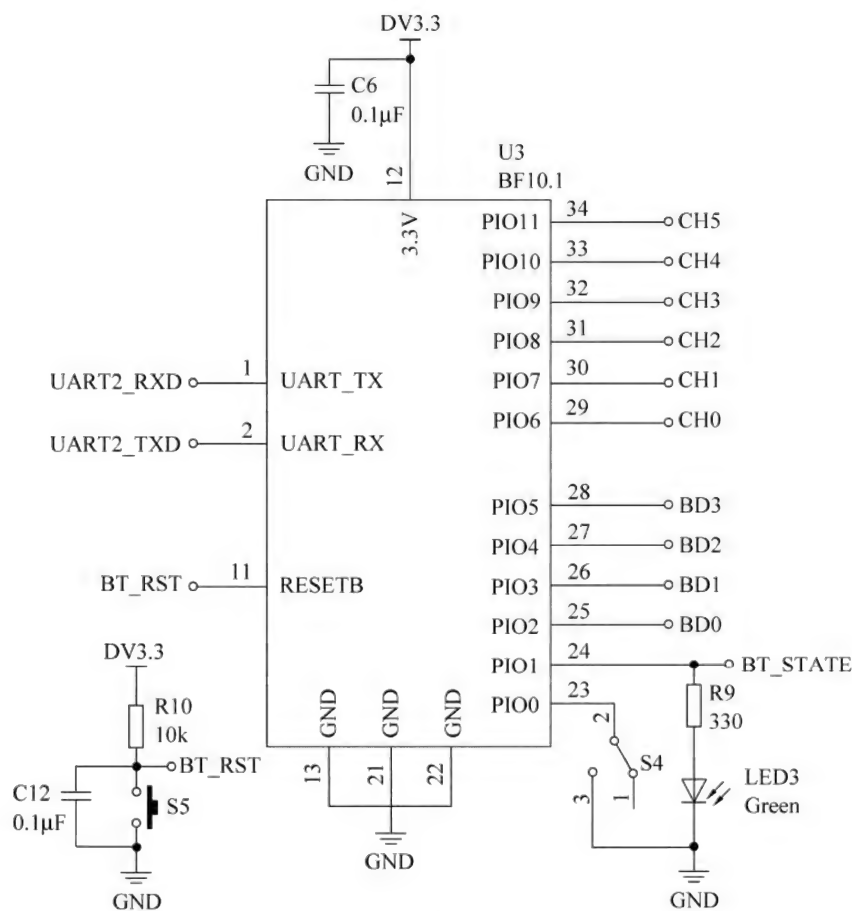 DV3.3
C6
0.1μF
GND
12
U3
BF10.1
3.3V
PIO11 34 CH5
PIO10 33 CH4
PIO9 32 CH3
PIO8 31 CH2
PIO7 30 CH1
PIO6 29 CH0
UART2_RXD 1 UART_TX
UART2_TXD 2 UART_RX
PIO5 28 BD3
PIO4 27 BD2
PIO3 26 BD1
PIO2 25 BD0
BT_RST 11 RESETB
PIO1 24 BT_STATE
PIO0 23
GND GND GND
13 21 22
GND
DV3.3
R10
10k
BT_RST
C12
0.1μF
S5
GND
2
S4
3 1
R9
330
LED3
Green
GND